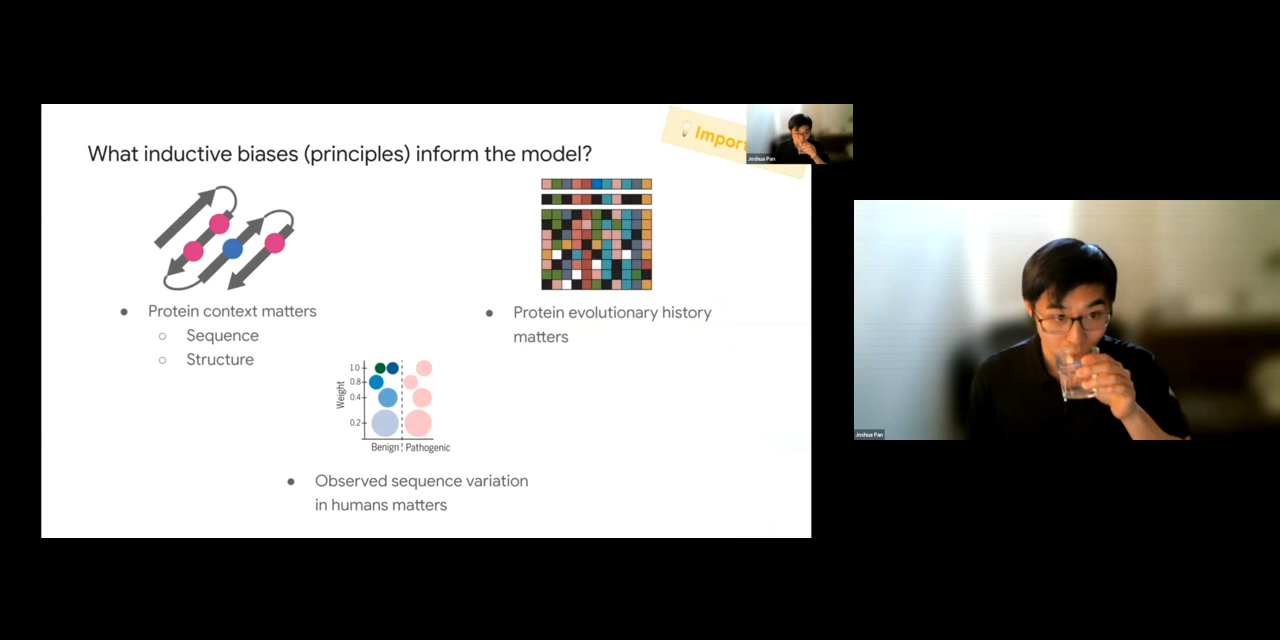 What inductive biases (principles) inform the model?
Impor
Joshua Pan
Protein context matters
Sequence
Structure
Protein evolutionary history
matters
Weight
1.0
0.8
0.4
0.2
Benign Pathogenic
Observed sequence variation
in humans matters
Joshua Pan